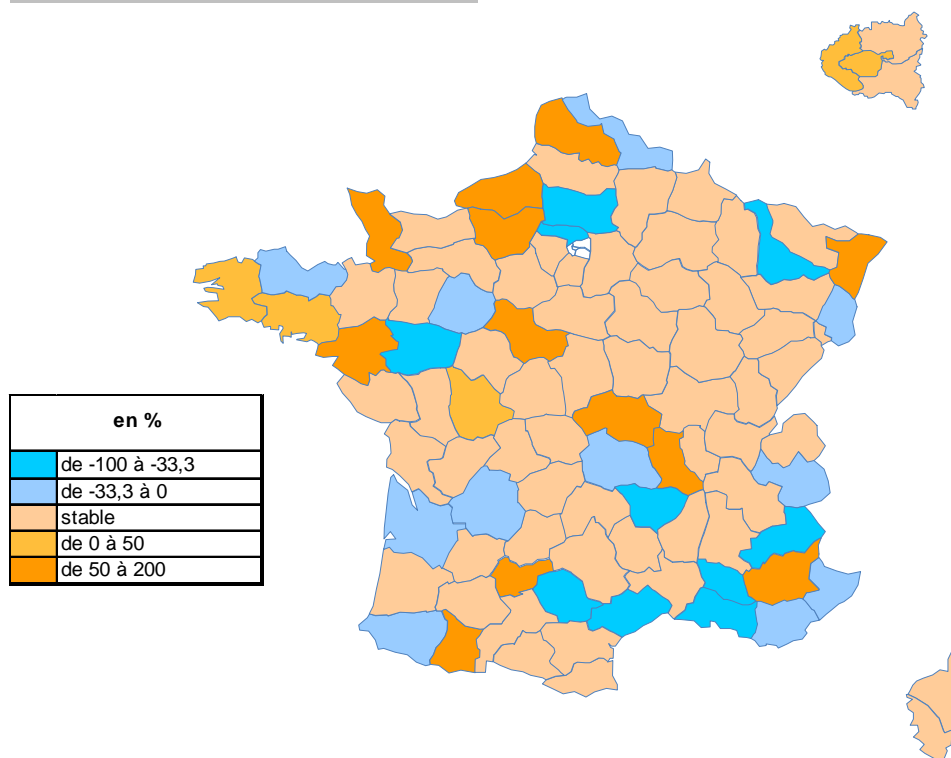 en %
de -100 à -33,3
de -33,3 à 0
stable
de 0 à 50
de 50 à 200